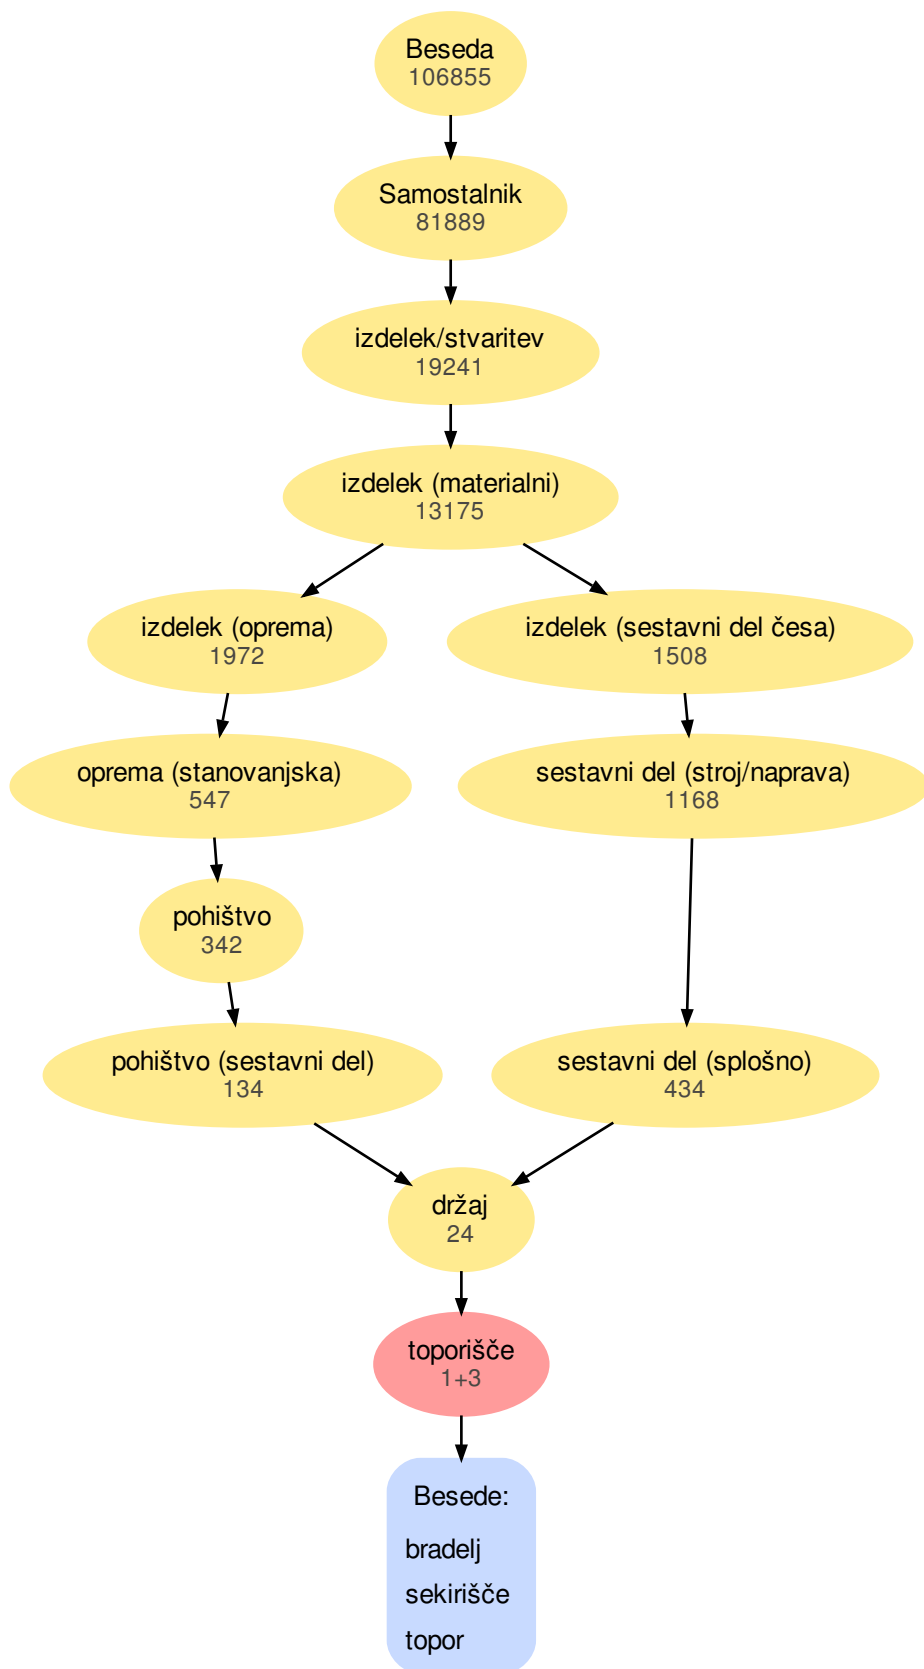 Beseda
106855
Samostalnik
81889
izdelek/stvaritev
19241
izdelek (materialni)
13175
izdelek (oprema)
1972
izdelek (sestavni del česa)
1508
oprema (stanovanjska)
547
sestavni del (stroj/naprava)
1168
pohištvo
342
pohištvo (sestavni del)
134
sestavni del (splošno)
434
držaj
24
toporišče
1+3
Besede:
bradelj
sekirišče
topor